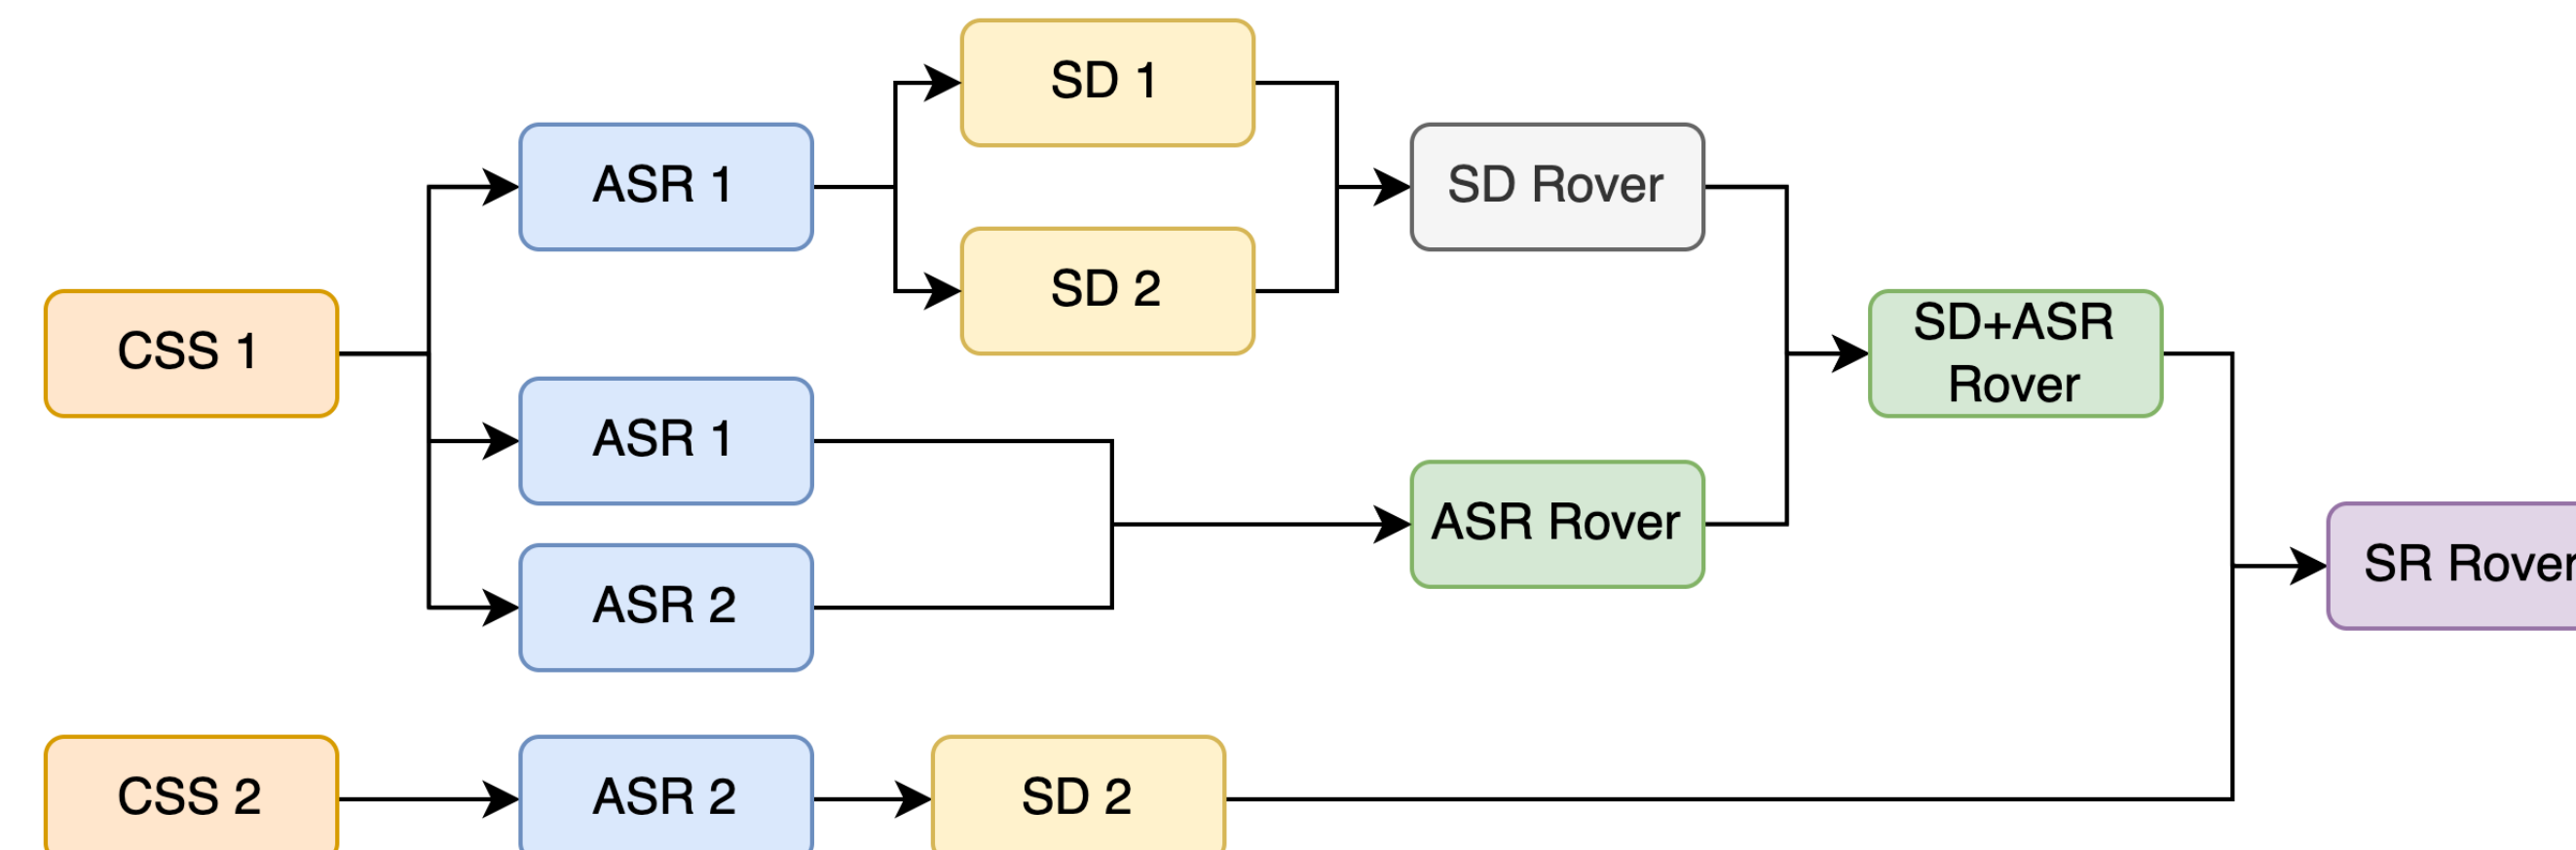 SD 1
ASR 1
SD Rover
SD 2
CSS 1
SD+ASR
Rover
ASR 1
ASR Rover
SR Rover
ASR 2
CSS 2
ASR 2
SD 2